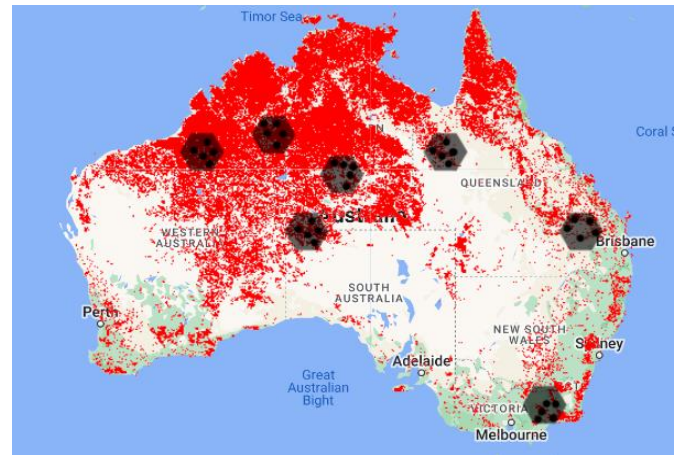 Timor Sea
Coral S
QUEENSLAND
WESTERN
AUSTRALIA
Brisbane
SOUTH
AUSTRALIA
Perth
NEW SOUTH
WALES
Sydney
Adelaide
Great
Australian
Bight
VICTORIA
Melbourne